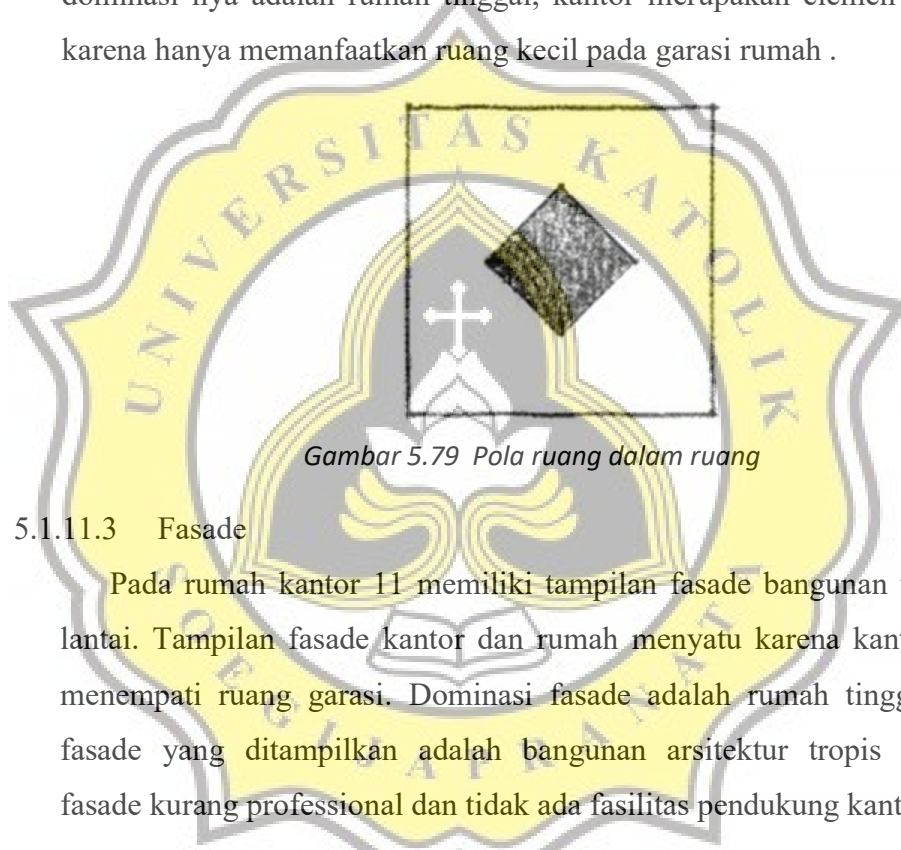 dominasi nya adalah rumah tinggal, kantor merupakan elemen
karena hanya memanfaatkan ruang kecil pada garasi rumah .
UNIVERSITAS KATOLIK
Gambar 5.79 Pola ruang dalam ruang
5.1.11.3 Fasade
Pada rumah kantor 11 memiliki tampilan fasade bangunan
lantai. Tampilan fasade kantor dan rumah menyatu karena
menempati ruang garasi. Dominasi fasade adalah rumah
fasade yang ditampilkan adalah bangunan arsitektur tropis
fasade kurang professional dan tidak ada fasilitas pendukung
SOEGIJAPRANATA